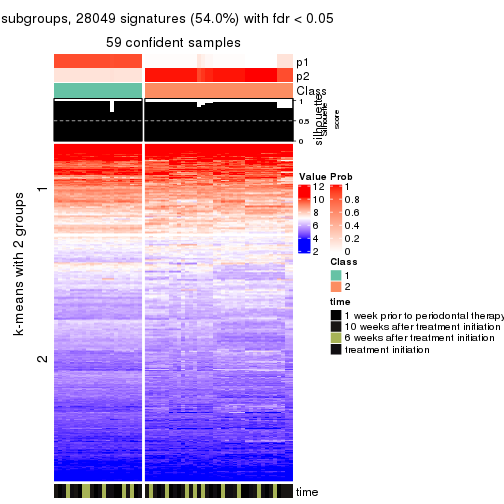 subgroups, 28049 signatures (54.0%) with fdr < 0.05
59 confident samples
p1
p2
Class
silhouette
Silhouette
score
1
0.5
0
k-means with 2 groups
1
2
Value
12
10
8
6
4
2
Prob
1
0.8
0.6
0.4
0.2
0
Class
1
2
time
1 week prior to periodontal therapy
10 weeks after treatment initiation
6 weeks after treatment initiation
treatment initiation
time